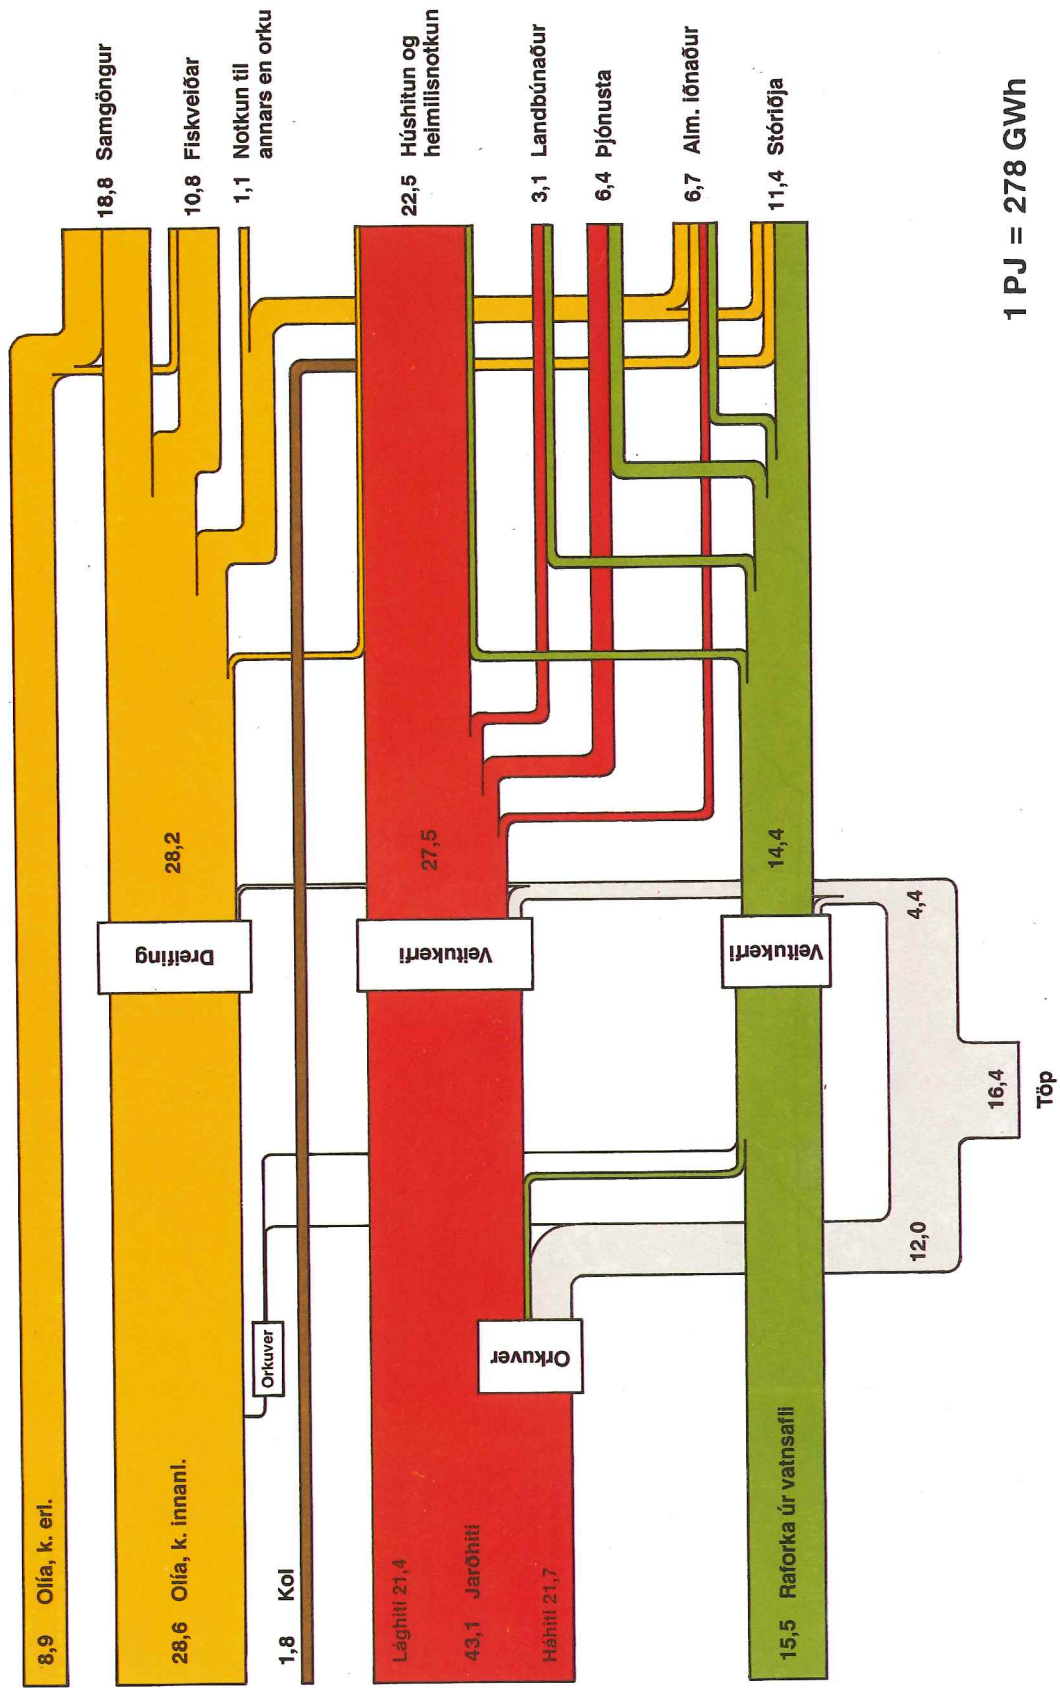 8,9 Olía, k. erl.
28,6 Olía, k. innanl.
1,8 Kol
Lághiti 21,4
43,1 Jarðhiti
Háhiti 21,7
15,5 Raforka úr vatnsafli
Orkuver
Orkuver
Dreifing
Veitukerfi
Veitukerfi
12,0
4,4
16,4
Töp
28,2
27,5
14,4
18,8 Samgöngur
10,8 Fiskveiðar
1,1 Notkun til
annars en orku
22,5 Húshitun og
heimilisnotkun
3,1 Landbúnaður
6,4 Þjónusta
6,7 Alm. iðnaður
11,4 Stóriðja
1 PJ = 278 GWh